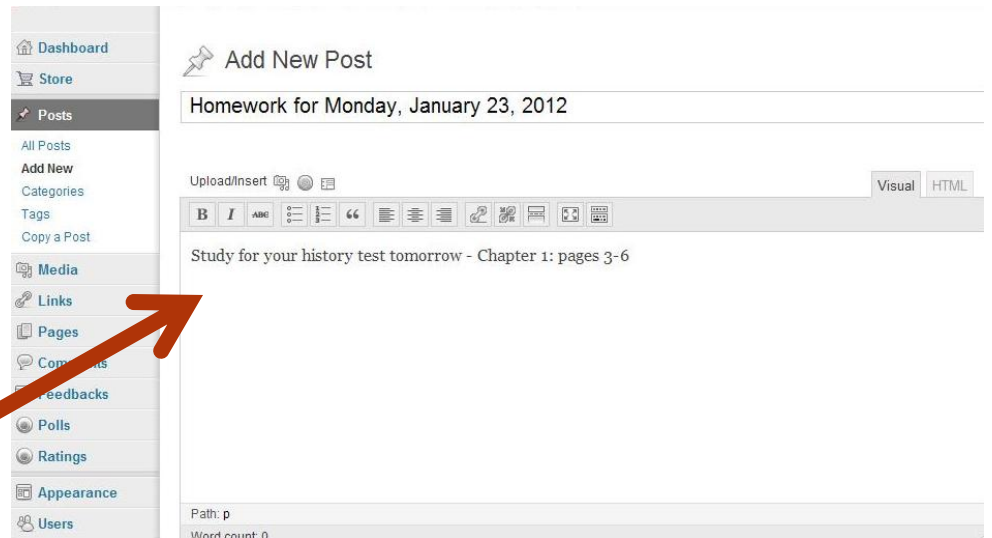 Dashboard
Store
Posts
All Posts
Add New
Categories
Tags
Copy a Post
Media
Links
Pages
Feedbacks
Polls
Ratings
Appearance
Users
Add New Post
Homework for Monday, January 23, 2012
Upload/Insert
Visual HTML
B I ABC
Study for your history test tomorrow - Chapter 1: pages 3-6
Path: p
Word count: 0